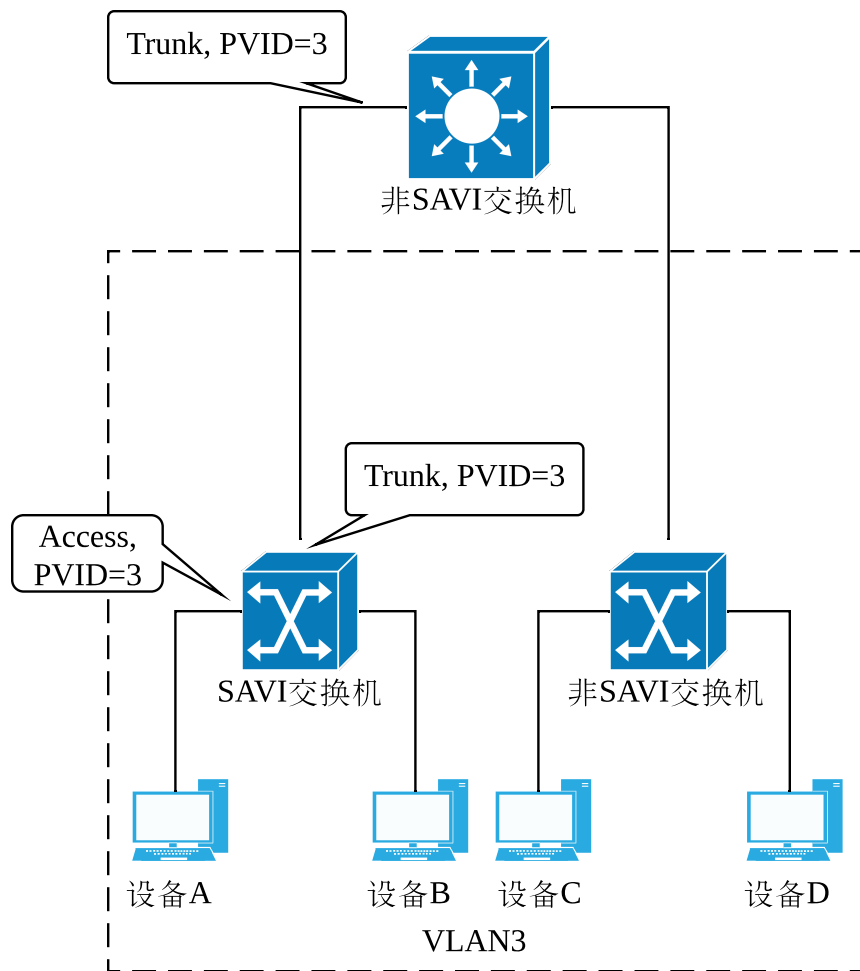 Trunk, PVID=3
非SAVI交换机
Trunk, PVID=3
Access,
PVID=3
SAVI交换机
非SAVI交换机
设备A
设备B
设备C
设备D
VLAN3